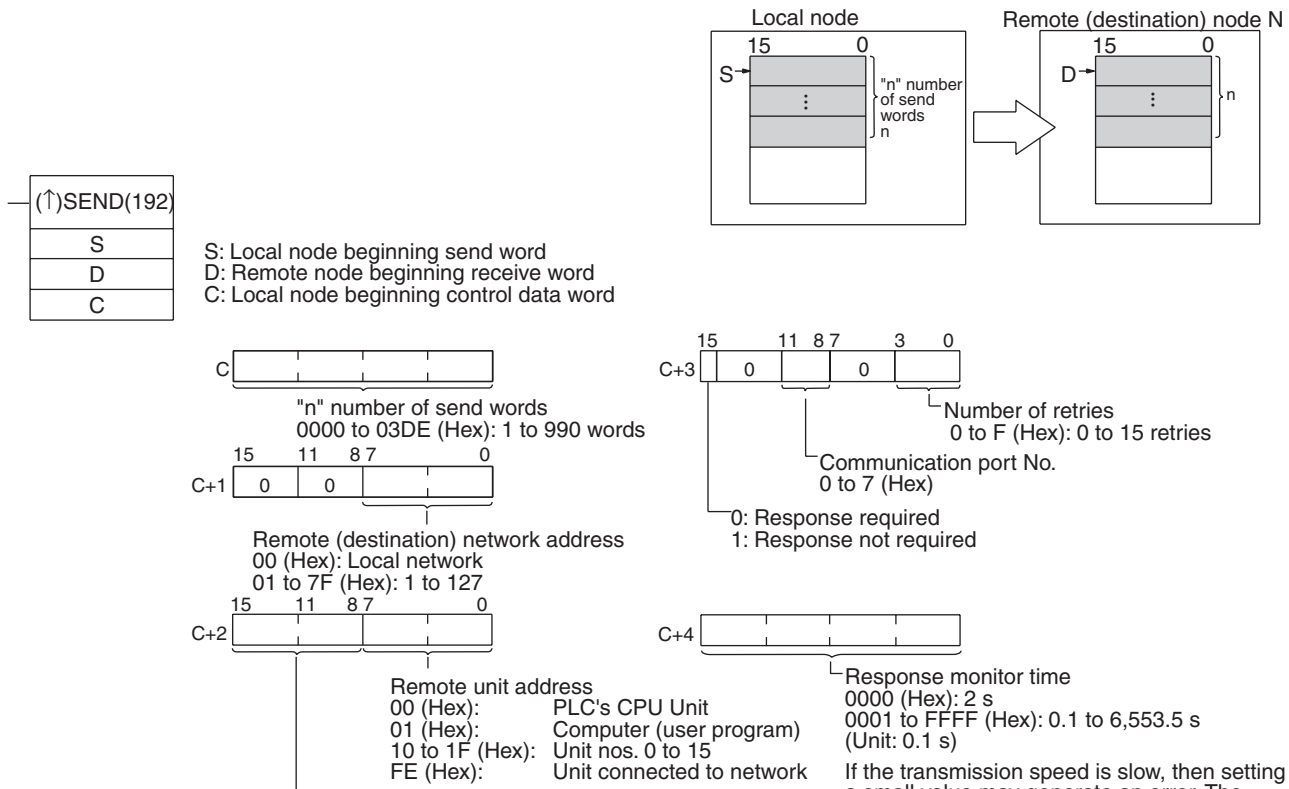 Local node
Remote (destination) node N
15 0
15 0
S
D
"n" number
of send
words
n
n
(↑)SEND(192)
S
D
C
S: Local node beginning send word
D: Remote node beginning receive word
C: Local node beginning control data word
C
"n" number of send words
0000 to 03DE (Hex): 1 to 990 words
15 11 8 7 0
C+1 0 0
Remote (destination) network address
00 (Hex): Local network
01 to 7F (Hex): 1 to 127
15 11 8 7 0
C+2
Remote unit address
00 (Hex): PLC's CPU Unit
01 (Hex): Computer (user program)
10 to 1F (Hex): Unit nos. 0 to 15
FE (Hex): Unit connected to network
15 11 8 7 3 0
C+3 0 0
Number of retries
0 to F (Hex): 0 to 15 retries
Communication port No.
0 to 7 (Hex)
0: Response required
1: Response not required
C+4
Response monitor time
0000 (Hex): 2 s
0001 to FFFF (Hex): 0.1 to 6,553.5 s
(Unit: 0.1 s)
If the transmission speed is slow, then setting
a small value may generate an error. The